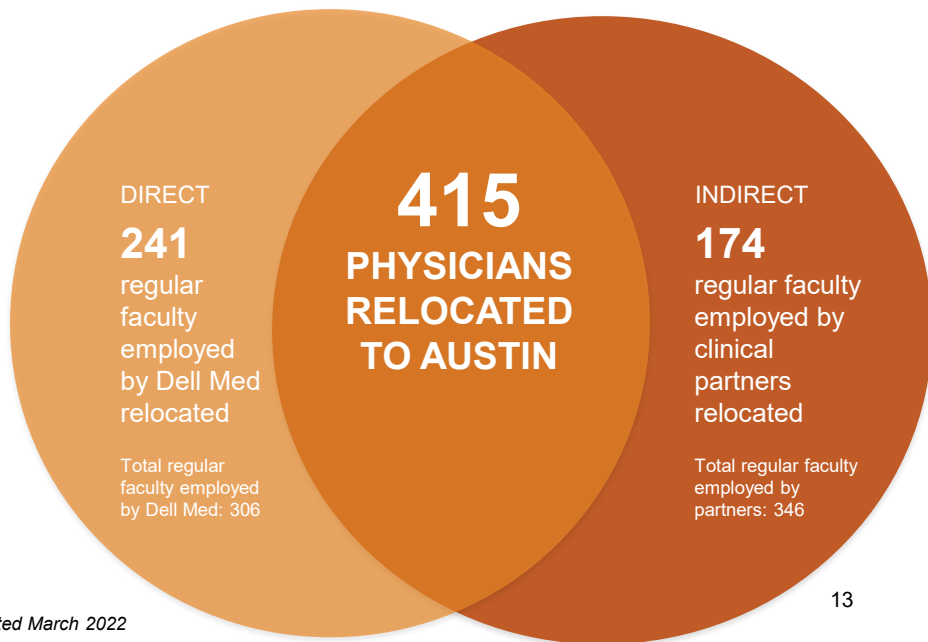 DIRECT
241
regular
faculty
employed
by Dell Med
relocated
Total regular
faculty employed
by Dell Med: 306
415
PHYSICIANS
RELOCATED
TO AUSTIN
INDIRECT
174
regular faculty
employed by
clinical
partners
relocated
Total regular faculty
employed by
partners: 346
March 2022
13